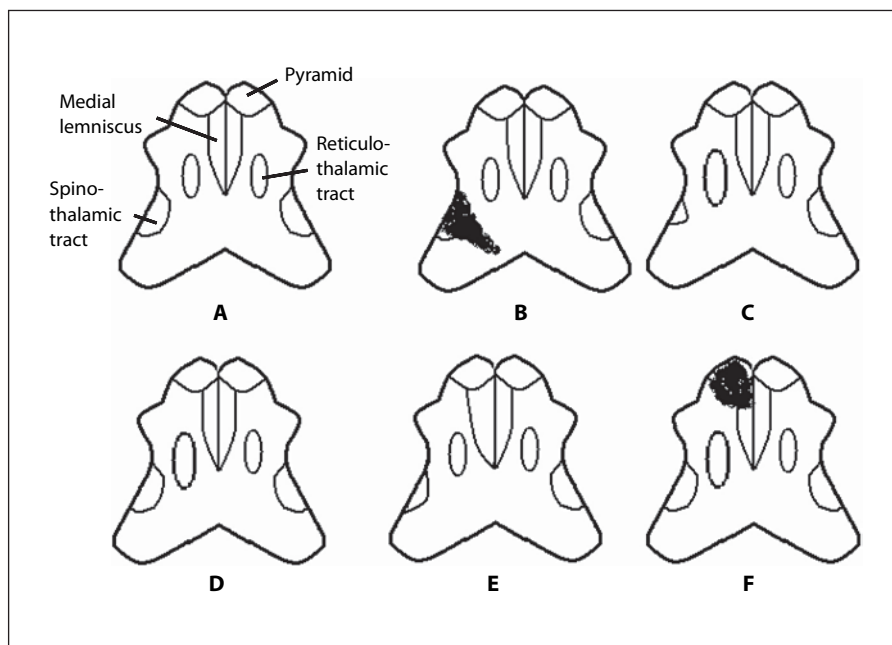 Pyramid
Medial
lemniscus
Reticulo-
thalamic
tract
Spino-
thalamic
tract
A
B
C
D
E
F